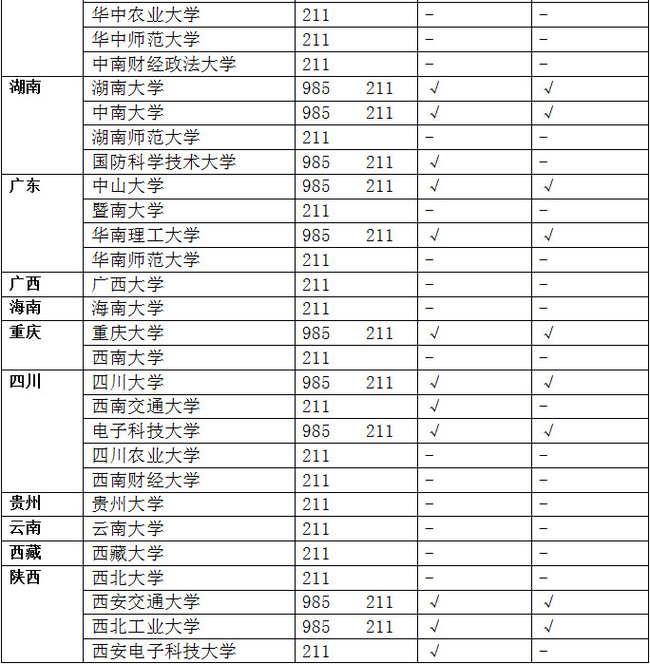 华中农业大学 211 - -
华中师范大学 211 - -
中南财经政法大学 211 - -
湖南 湖南大学 985 211 √ √
中南大学 985 211 √ √
湖南师范大学 211 - -
国防科学技术大学 985 211 √ -
广东 中山大学 985 211 √ √
暨南大学 211 - -
华南理工大学 985 211 √ √
华南师范大学 211 - -
广西 广西大学 211 - -
海南 海南大学 211 - -
重庆 重庆大学 985 211 √ √
西南大学 211 - -
四川 四川大学 985 211 √ √
西南交通大学 211 √ -
电子科技大学 985 211 √ √
四川农业大学 211 - -
西南财经大学 211 - -
贵州 贵州大学 211 - -
云南 云南大学 211 - -
西藏 西藏大学 211 - -
陕西 西北大学 211 - -
西安交通大学 985 211 √ √
西北工业大学 985 211 √ √
西安电子科技大学 211 √ -